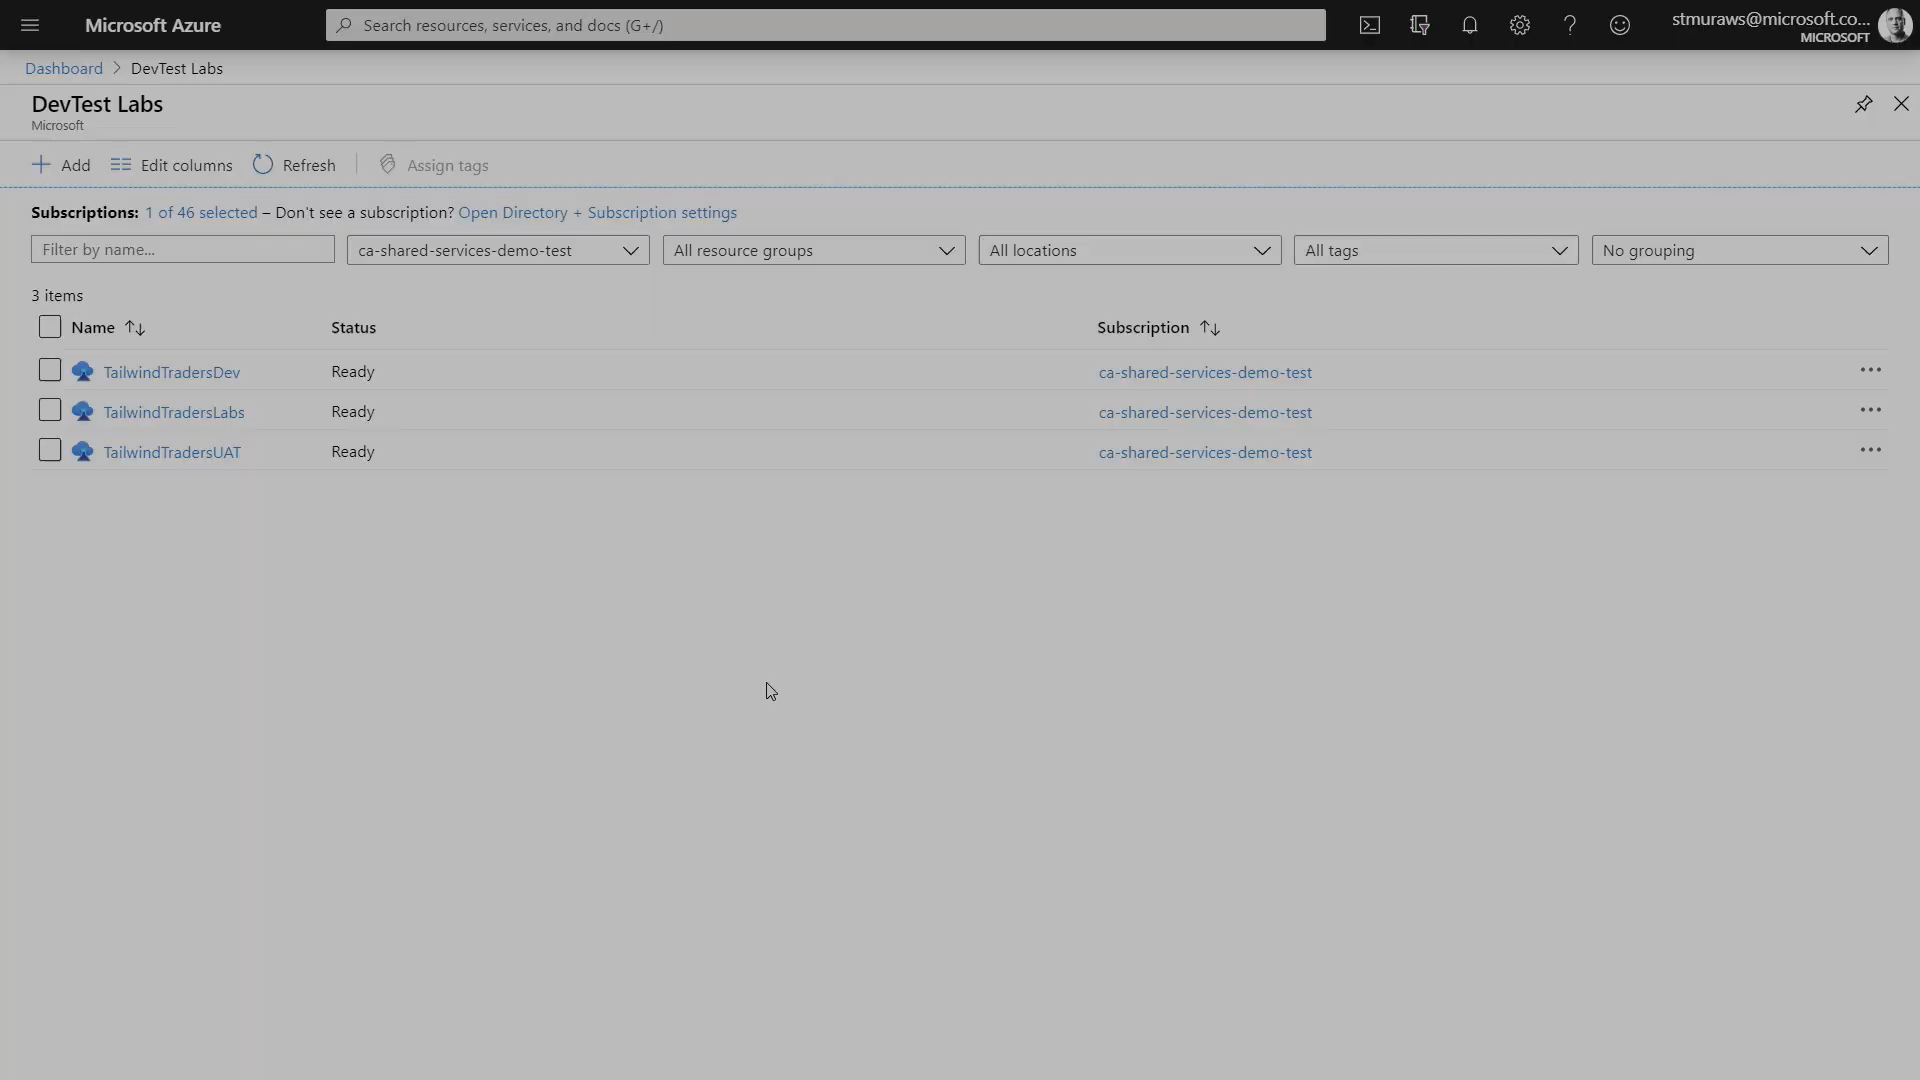 Microsoft Azure
Search resources, services, and docs (G+/)
stmuraws@microsoft.co...
MICROSOFT
Dashboard > DevTest Labs
DevTest Labs
Microsoft
Add
Edit columns
Refresh
Assign tags
Subscriptions: 1 of 46 selected – Don't see a subscription? Open Directory + Subscription settings
Filter by name...
ca-shared-services-demo-test
All resource groups
All locations
All tags
No grouping
3 items
Name
Status
Subscription
TailwindTradersDev Ready ca-shared-services-demo-test
TailwindTradersLabs Ready ca-shared-services-demo-test
TailwindTradersUAT Ready ca-shared-services-demo-test